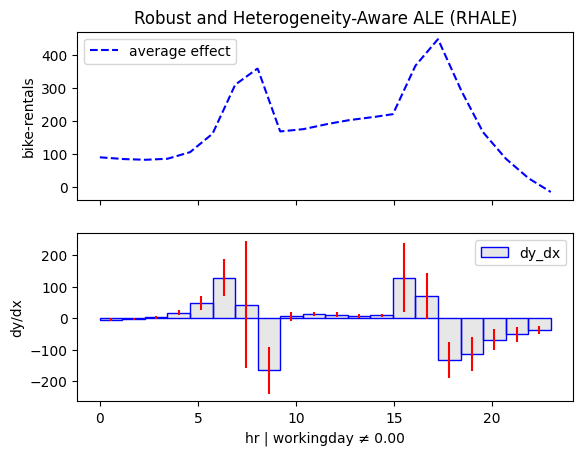 Robust and Heterogeneity-Aware ALE (RHALE)
average effect
bike-rentals
400
300
200
100
0
dy_dx
dy/dx
200
100
0
−100
−200
0
5
10
15
20
hr | workingday ≠ 0.00